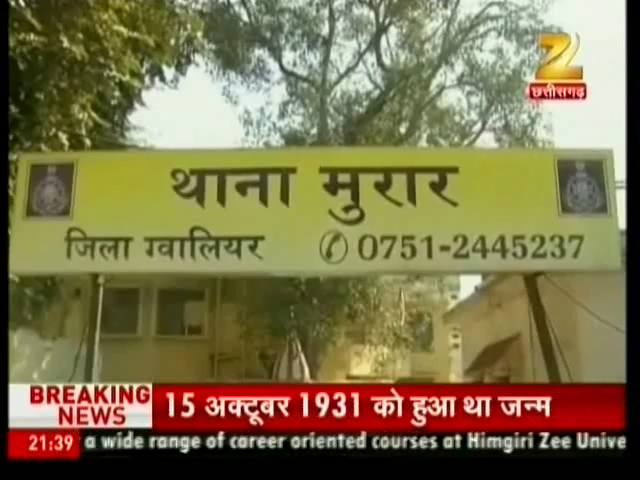 Z
छत्तीसगढ़
थाना मुरार
जिला ग्वालियर ✆ 0751-2445237
BREAKING NEWS
15 अक्टूबर 1931 को हुआ था जन्म
21:39 a wide range of career oriented courses at Himgiri Zee Unive